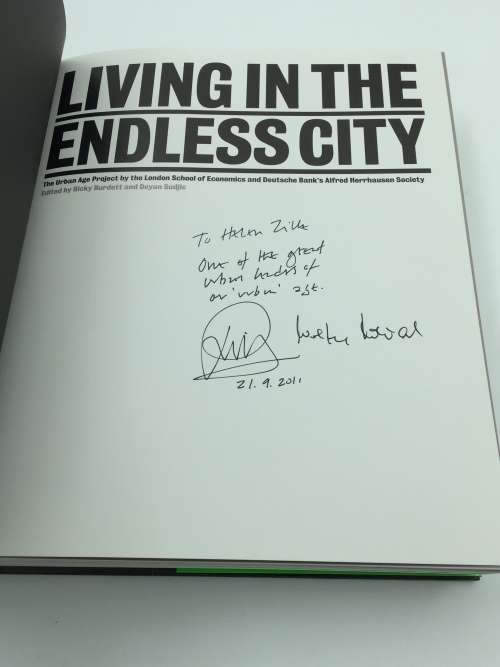 LIVING IN THE
ENDLESS CITY
The Urban Age Project by the London School of Economics and Deutsche Bank's Alfred Herrhausen Society
Edited by Ricky Burdett and Deyan Sudjic
To Helen Zille
One of the great
urban leaders of
our 'urban' age.
21.9.2011